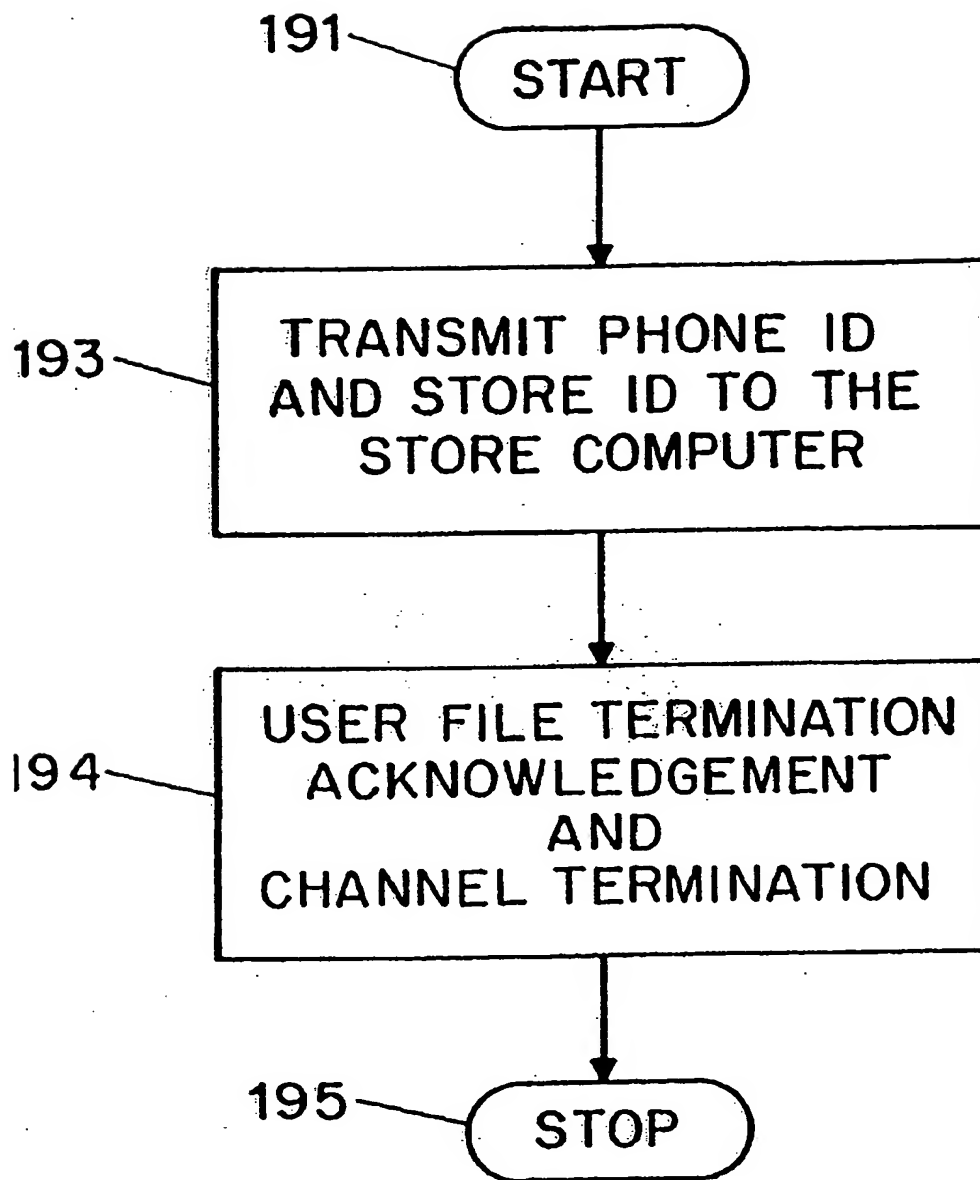 191
START
193
TRANSMIT PHONE ID
AND STORE ID TO THE
STORE COMPUTER
194
USER FILE TERMINATION
ACKNOWLEDGEMENT
AND
CHANNEL TERMINATION
195
STOP